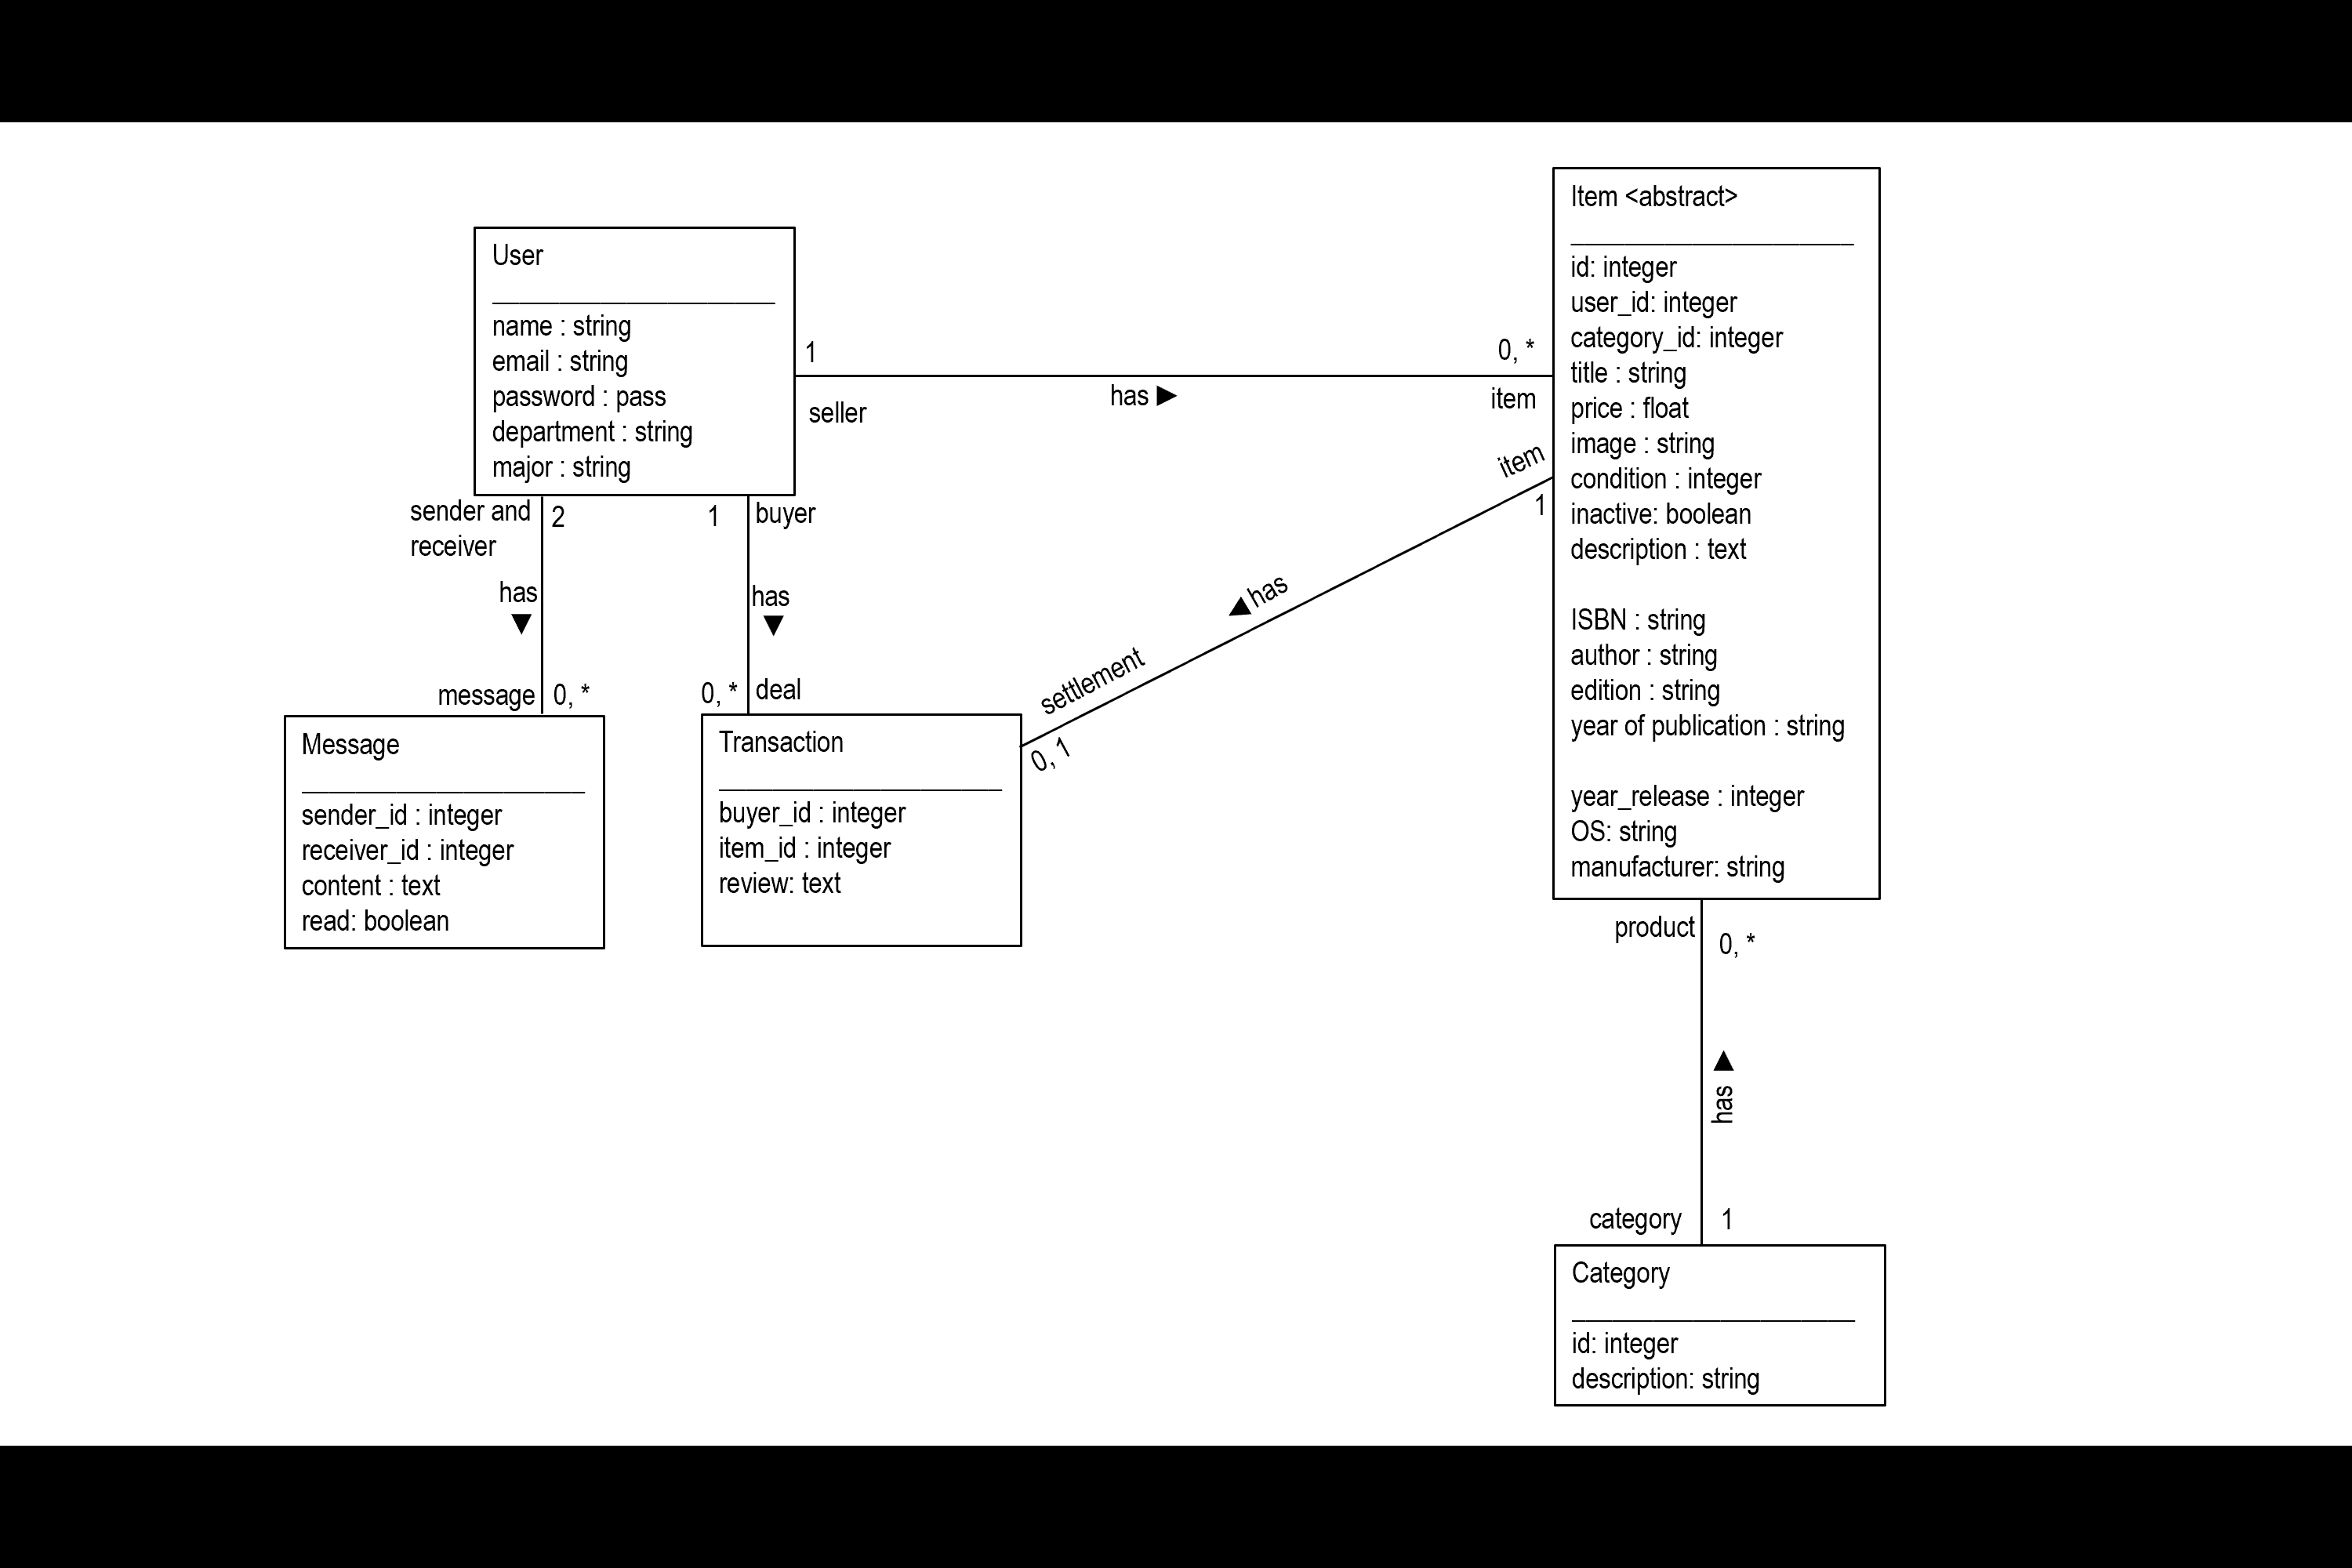 User
name : string
email : string
password : pass
department : string
major : string
1
seller
has ►
0, *
item
Item <abstract>
id: integer
user_id: integer
category_id: integer
title : string
price : float
image : string
condition : integer
inactive: boolean
description : text
ISBN : string
author : string
edition : string
year of publication : string
year_release : integer
OS: string
manufacturer: string
sender and
receiver
2
has
▼
message
0, *
1
buyer
has
▼
0, *
deal
item
1
◄has
settlement
0, 1
Message
sender_id : integer
receiver_id : integer
content : text
read: boolean
Transaction
buyer_id : integer
item_id : integer
review: text
product
0, *
has ►
category
1
Category
id: integer
description: string